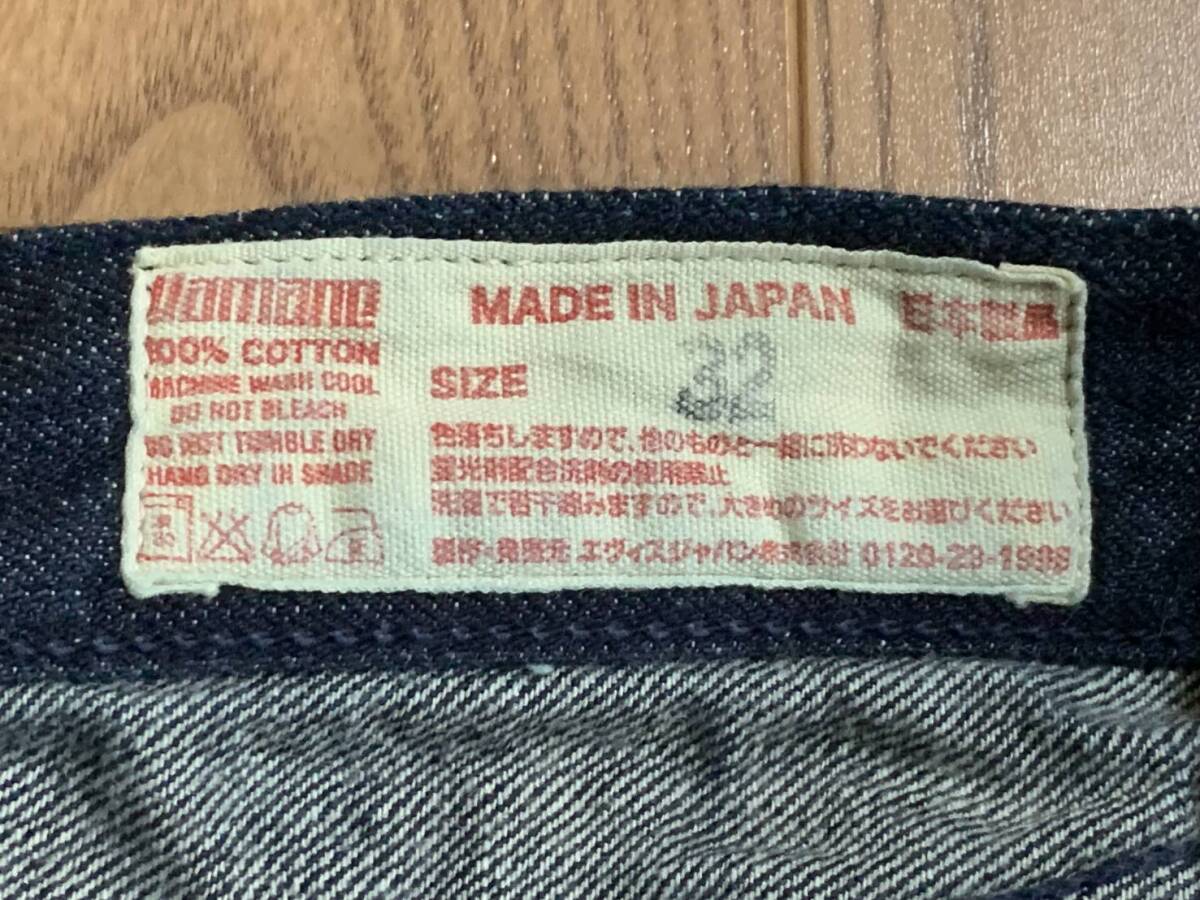 Yamane
100% COTTON
MACHINE WASH COOL
DO NOT BLEACH
DO NOT TUMBLE DRY
HANG DRY IN SHADE
MADE IN JAPAN 日本製品
SIZE 32
色落ちしますので、他のものと一緒に洗わないでください
蛍光剤配合洗剤の使用禁止
洗濯で若干縮みますので、大きめのサイズをお選びください
製作・発売元 エヴィスジャパン株式会社 0120-29-1998